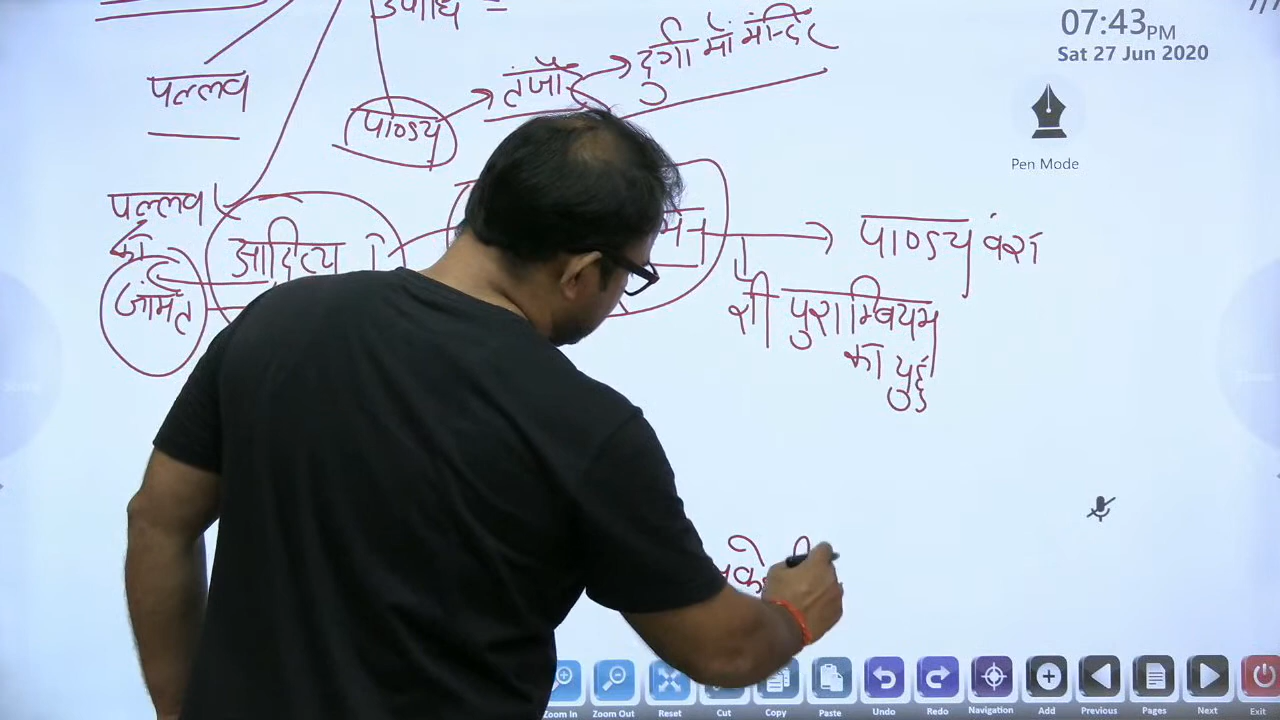 उपाधि =
07:43PM
Sat 27 Jun 2020
Pen Mode
पल्लव
पाण्ड्य
तंजौ
दुर्गा माँ मन्दिर
पल्लव
का
आदित्य I
पाण्ड्य वंश
श्री पुराम्बियम
का युद्ध
Zoom In Zoom Out Reset Cut Copy Paste Undo Redo Navigation Add Previous Pages Next Exit